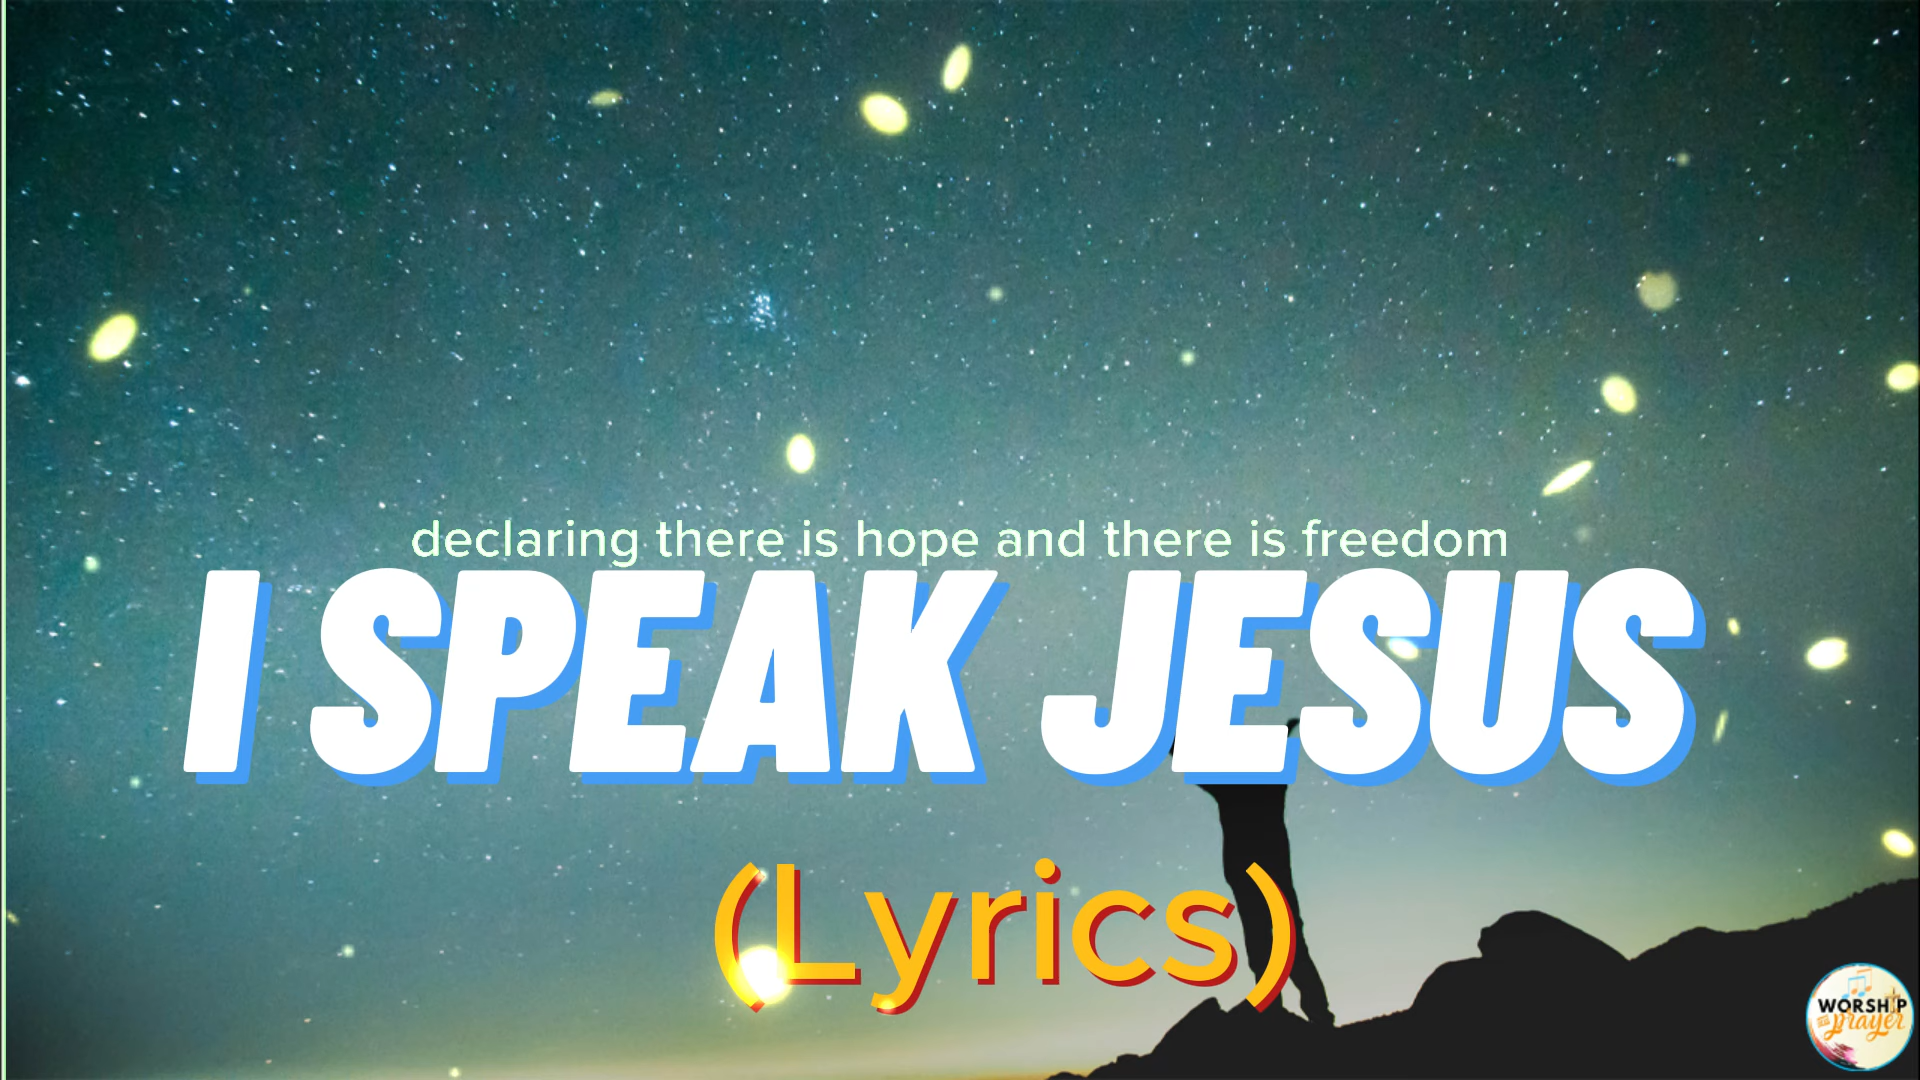 declaring there is hope and there is freedom
I SPEAK JESUS
(Lyrics)
WORSHIP
prayer